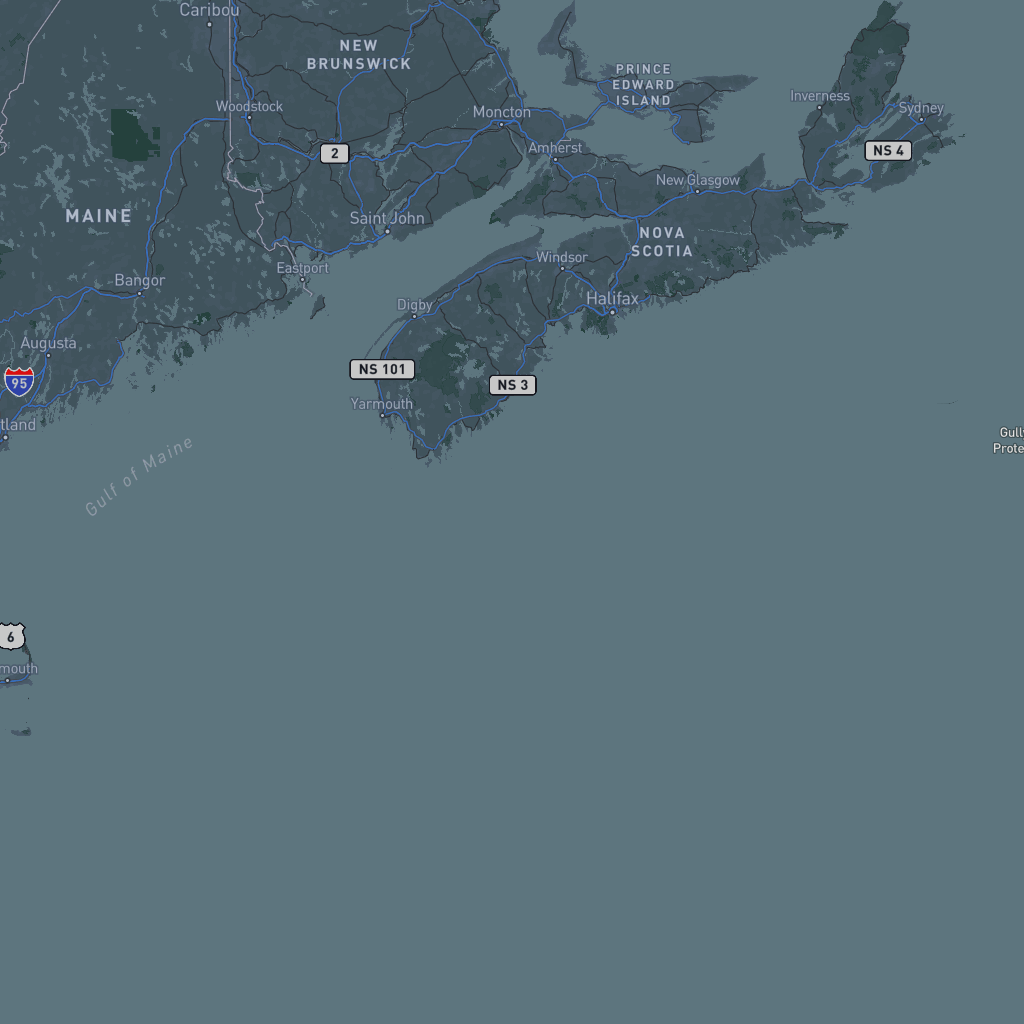 Caribou
NEW
BRUNSWICK
PRINCE
EDWARD
ISLAND
Inverness
Woodstock
Sydney
Moncton
2
Amherst
NS 4
New Glasgow
MAINE
Saint John
NOVA
SCOTIA
Windsor
Eastport
Bangor
Digby
Halifax
Augusta
NS 101
95
NS 3
Yarmouth
tland
Gully
Prote
Gulf of Maine
6
mouth